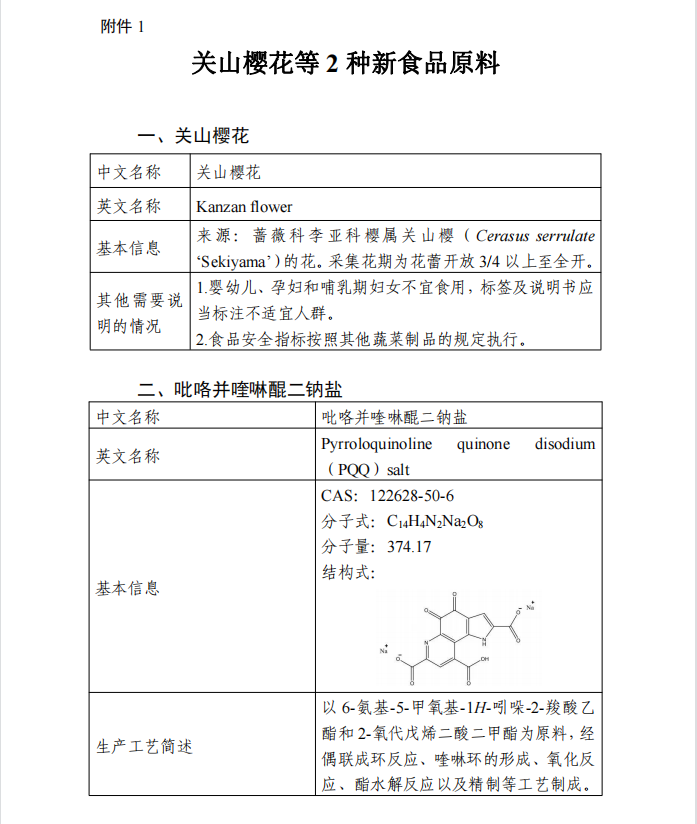 附件 1
关山樱花等 2 种新食品原料
一、关山樱花
中文名称
关山樱花
英文名称
Kanzan flower
基本信息
来源：蔷薇科李亚科樱属关山樱（Cerasus serrulate
‘Sekiyama’）的花。采集花期为花蕾开放 3/4 以上至全开。
其他需要说
明的情况
1.婴幼儿、孕妇和哺乳期妇女不宜食用，标签及说明书应
当标注不适宜人群。
2.食品安全指标按照其他蔬菜制品的规定执行。
二、吡咯并喹啉醌二钠盐
中文名称
吡咯并喹啉醌二钠盐
英文名称
Pyrroloquinoline quinone disodium
（PQQ）salt
基本信息
CAS：122628-50-6
分子式：C₁₄H₄N₂Na₂O₈
分子量：374.17
结构式：
O
O
O⁻ Na⁺
O
N
N
H
Na⁺
O⁻
OH
O
O
生产工艺简述
以 6-氨基-5-甲氧基-1H-吲哚-2-羧酸乙
酯和 2-氧代戊烯二酸二甲酯为原料，经
偶联成环反应、喹啉环的形成、氧化反
应、酯水解反应以及精制等工艺制成。